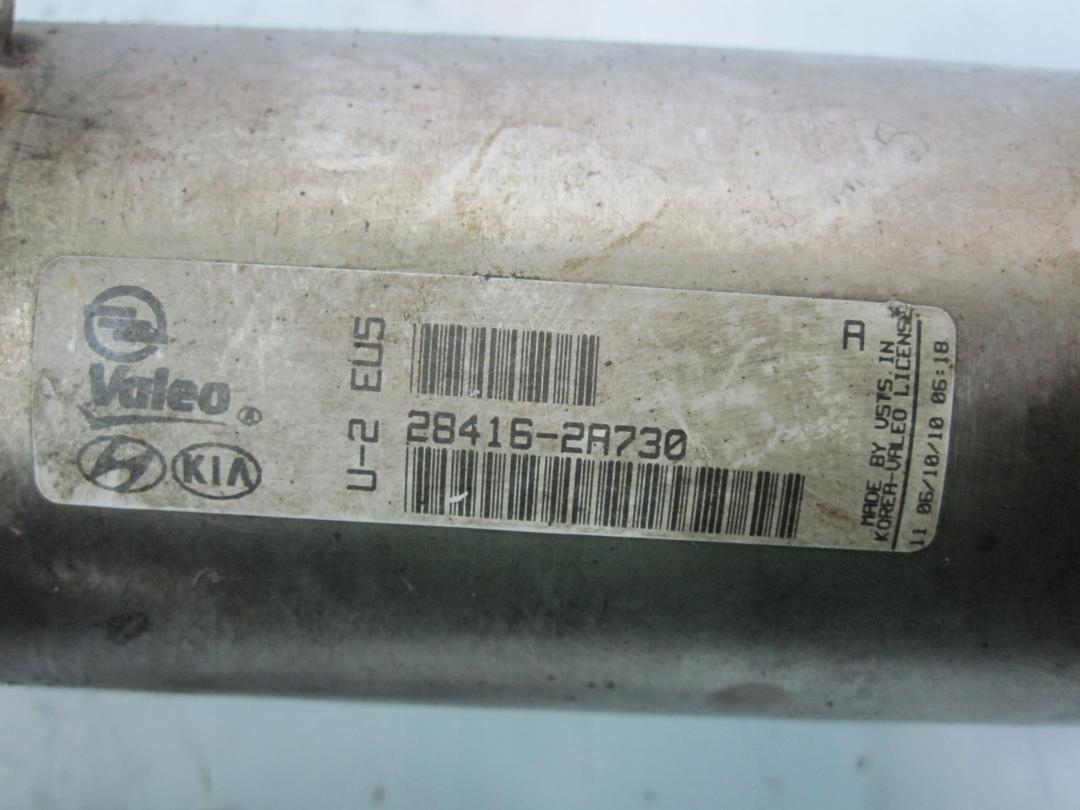 Valeo
KIA
U-2 EU5
28416-2A730
A
MADE BY VSTS IN
KOREA-VALEO LICENSE
11 06/10/10 06:18